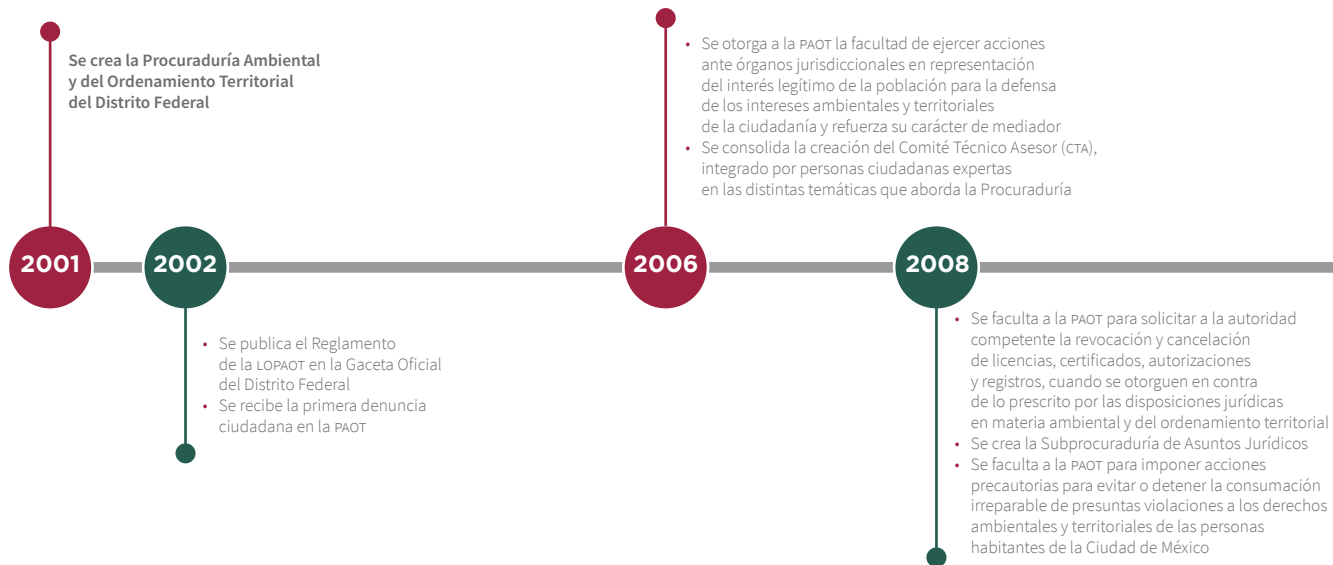 Se crea la Procuraduría Ambiental
y del Ordenamiento Territorial
del Distrito Federal
• Se otorga a la PAOT la facultad de ejercer acciones
ante órganos jurisdiccionales en representación
del interés legítimo de la población para la defensa
de los intereses ambientales y territoriales
de la ciudadanía y refuerza su carácter de mediador
• Se consolida la creación del Comité Técnico Asesor (CTA),
integrado por personas ciudadanas expertas
en las distintas temáticas que aborda la Procuraduría
2001
2002
2006
2008
• Se publica el Reglamento
de la LOPAOT en la Gaceta Oficial
del Distrito Federal
• Se recibe la primera denuncia
ciudadana en la PAOT
• Se faculta a la PAOT para solicitar a la autoridad
competente la revocación y cancelación
de licencias, certificados, autorizaciones
y registros, cuando se otorguen en contra
de lo prescrito por las disposiciones jurídicas
en materia ambiental y del ordenamiento territorial
• Se crea la Subprocuraduría de Asuntos Jurídicos
• Se faculta a la PAOT para imponer acciones
precautorias para evitar o detener la consumación
irreparable de presuntas violaciones a los derechos
ambientales y territoriales de las personas
habitantes de la Ciudad de México